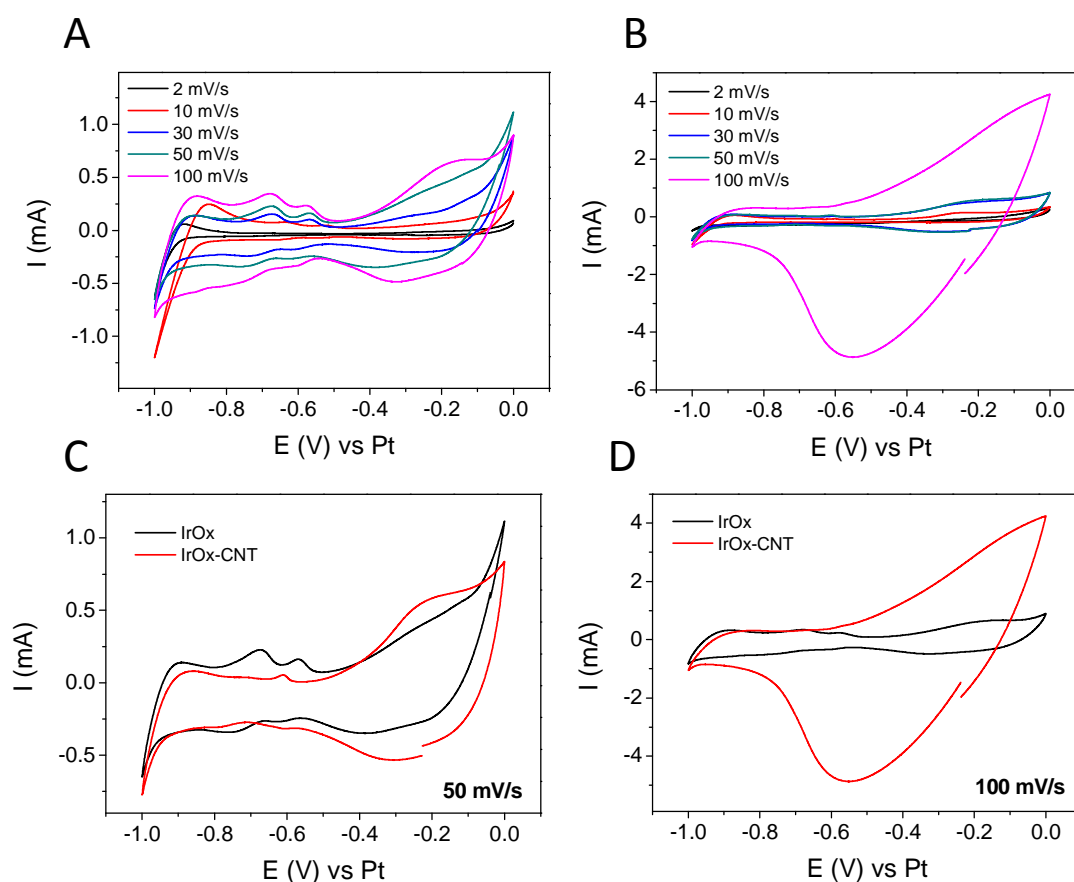 A
2 mV/s
10 mV/s
30 mV/s
50 mV/s
100 mV/s
1.0
0.5
0.0
-0.5
-1.0
I (mA)
-1.0 -0.8 -0.6 -0.4 -0.2 0.0
E (V) vs Pt
B
2 mV/s
10 mV/s
30 mV/s
50 mV/s
100 mV/s
4
2
0
-2
-4
-6
I (mA)
-1.0 -0.8 -0.6 -0.4 -0.2 0.0
E (V) vs Pt
C
IrOx
IrOx-CNT
1.0
0.5
0.0
-0.5
I (mA)
50 mV/s
-1.0 -0.8 -0.6 -0.4 -0.2 0.0
E (V) vs Pt
D
IrOx
IrOx-CNT
4
2
0
-2
-4
I (mA)
100 mV/s
-1.0 -0.8 -0.6 -0.4 -0.2 0.0
E (V) vs Pt